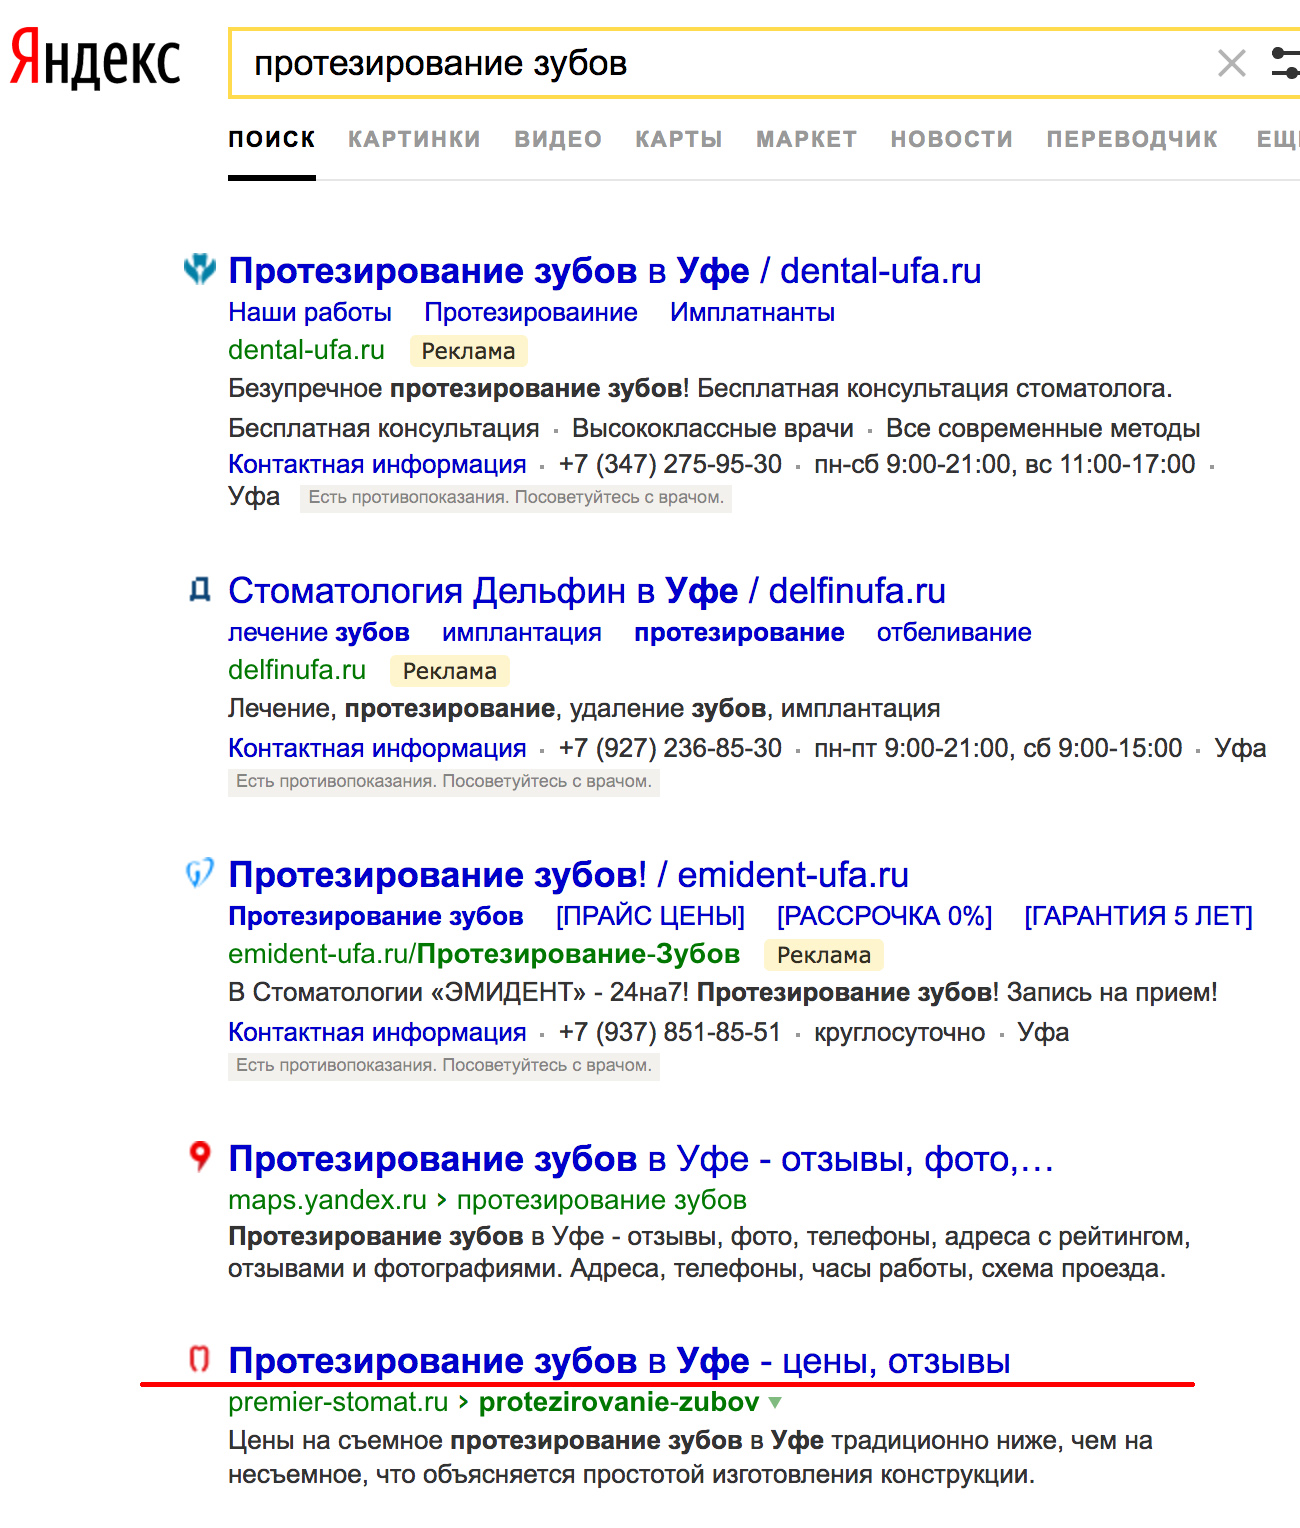 Яндекс
протезирование зубов
ПОИСК КАРТИНКИ ВИДЕО КАРТЫ МАРКЕТ НОВОСТИ ПЕРЕВОДЧИК ЕЩ
Протезирование зубов в Уфе / dental-ufa.ru
Наши работы Протезироваиние Имплатнанты
dental-ufa.ru Реклама
Безупречное протезирование зубов! Бесплатная консультация стоматолога.
Бесплатная консультация · Высококлассные врачи · Все современные методы
Контактная информация · +7 (347) 275-95-30 · пн-сб 9:00-21:00, вс 11:00-17:00 ·
Уфа Есть противопоказания. Посоветуйтесь с врачом.
Стоматология Дельфин в Уфе / delfinufa.ru
лечение зубов имплантация протезирование отбеливание
delfinufa.ru Реклама
Лечение, протезирование, удаление зубов, имплантация
Контактная информация · +7 (927) 236-85-30 · пн-пт 9:00-21:00, сб 9:00-15:00 · Уфа
Есть противопоказания. Посоветуйтесь с врачом.
Протезирование зубов! / emident-ufa.ru
Протезирование зубов [ПРАЙС ЦЕНЫ] [РАССРОЧКА 0%] [ГАРАНТИЯ 5 ЛЕТ]
emident-ufa.ru/Протезирование-Зубов Реклама
В Стоматологии «ЭМИДЕНТ» - 24на7! Протезирование зубов! Запись на прием!
Контактная информация · +7 (937) 851-85-51 · круглосуточно · Уфа
Есть противопоказания. Посоветуйтесь с врачом.
Протезирование зубов в Уфе - отзывы, фото,…
maps.yandex.ru › протезирование зубов
Протезирование зубов в Уфе - отзывы, фото, телефоны, адреса с рейтингом,
отзывами и фотографиями. Адреса, телефоны, часы работы, схема проезда.
Протезирование зубов в Уфе - цены, отзывы
premier-stomat.ru › protezirovanie-zubov
Цены на съемное протезирование зубов в Уфе традиционно ниже, чем на
несъемное, что объясняется простотой изготовления конструкции.